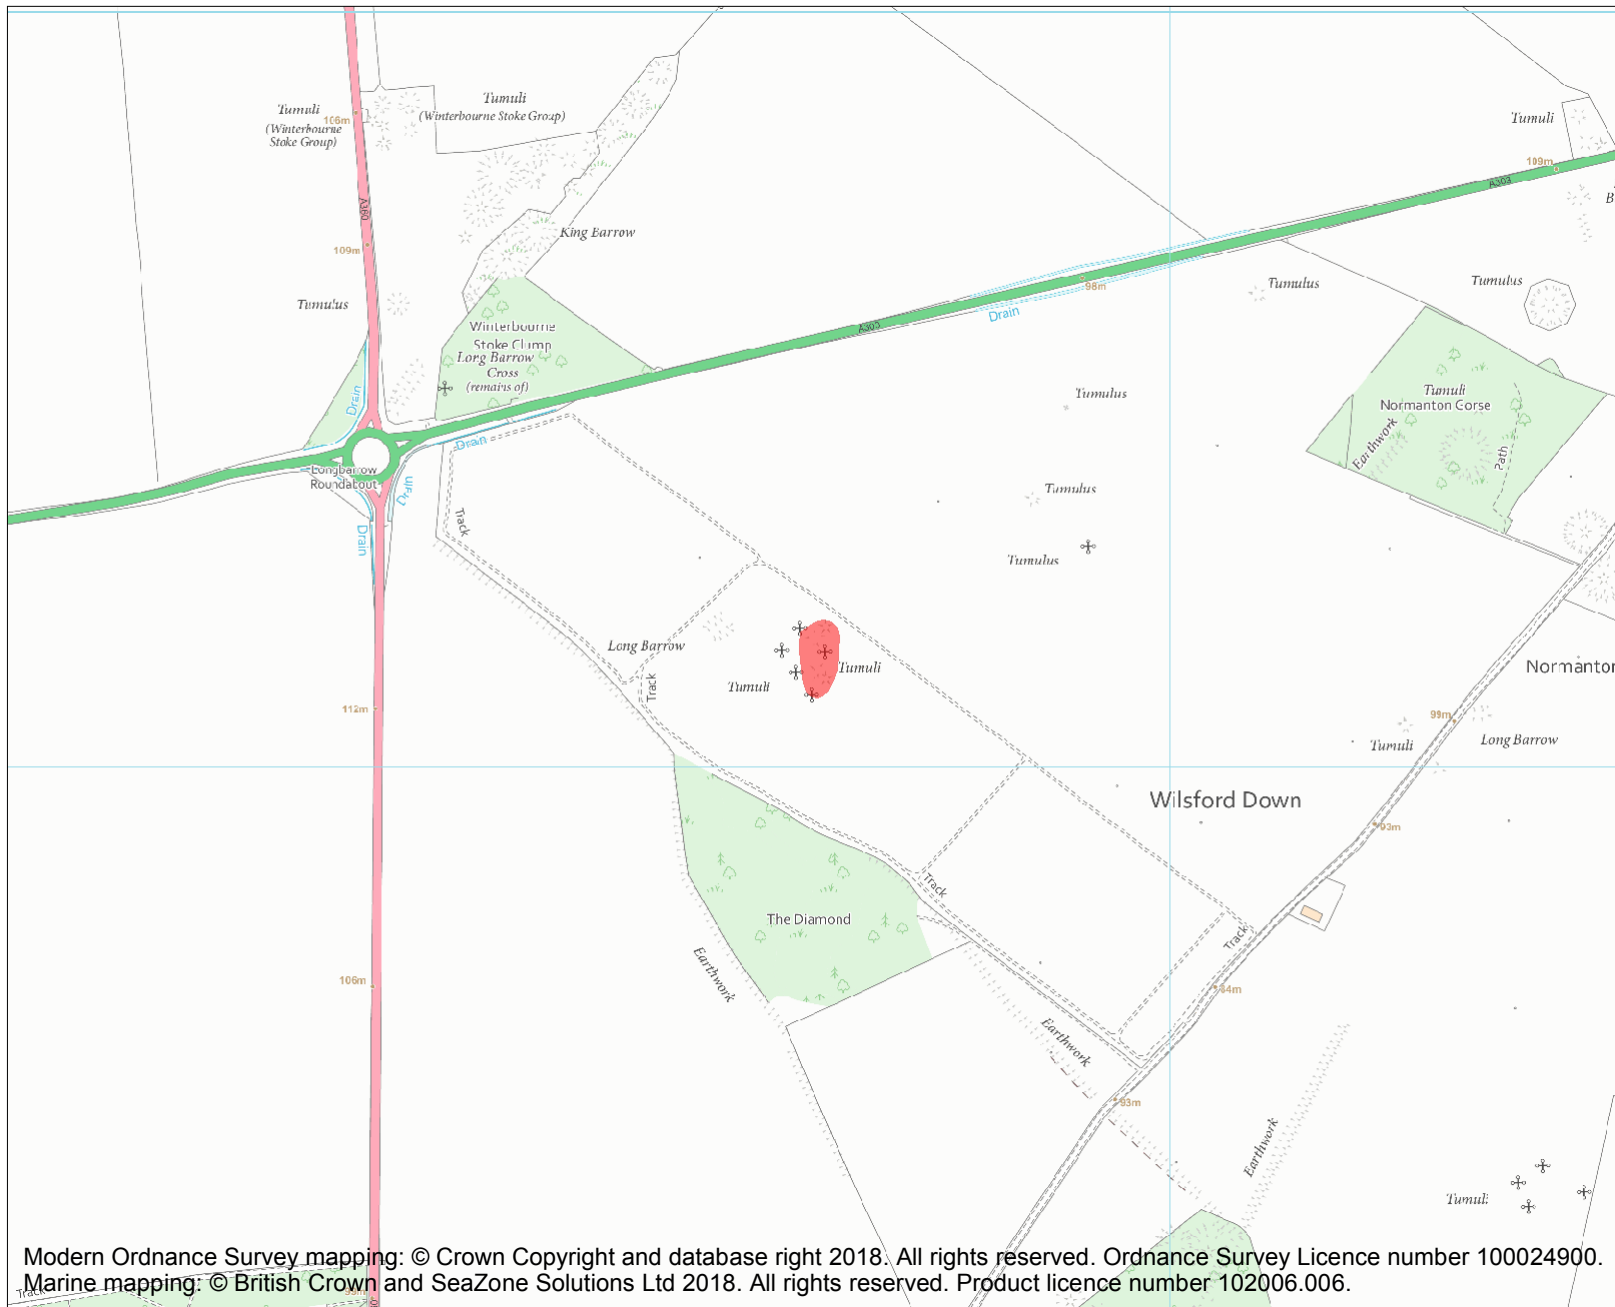 Tumuli
(Winterbourne
Stoke Group)
106m
Tumuli
(Winterbourne Stoke Group)
Tumuli
109m
A303
A360
109m
King Barrow
Tumulus
Tumulus
Tumulus
98m
Drain
A303
Winterbourne
Stoke Clump
Long Barrow
Cross
(remains of)
Drain
Drain
Longbarrow
Roundabout
Drain
Drain
Track
Tumulus
Tumulus
Tumulus
Tumuli
Normanton Gorse
Earthwork
Path
Long Barrow
Track
Tumuli
Tumuli
112m
Normanton
99m
Tumuli
Long Barrow
Wilsford Down
93m
Track
The Diamond
Track
Earthwork
106m
94m
Earthwork
93m
Earthwork
Tumuli
Modern Ordnance Survey mapping: © Crown Copyright and database right 2018. All rights reserved. Ordnance Survey Licence number 100024900.
Marine mapping: © British Crown and SeaZone Solutions Ltd 2018. All rights reserved. Product licence number 102006.006.
Track